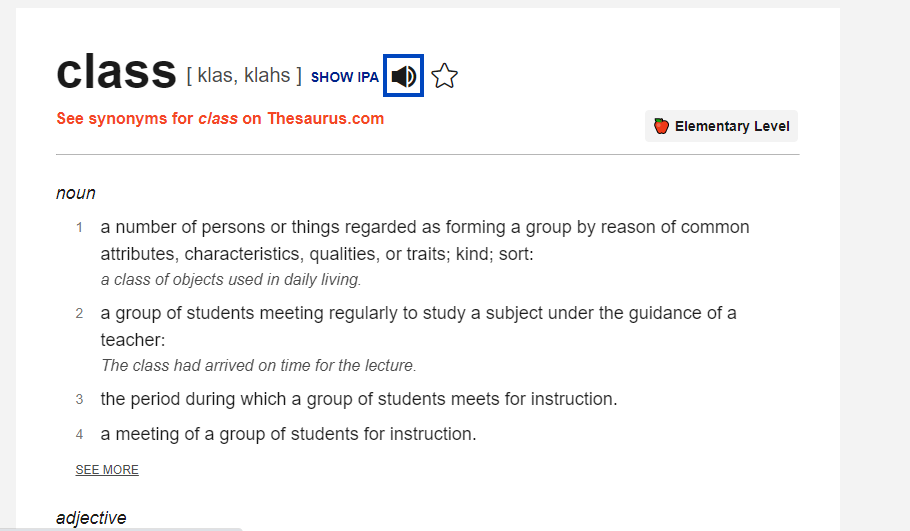 class [ klas, klahs ] SHOW IPA
See synonyms for class on Thesaurus.com
Elementary Level
noun
1 a number of persons or things regarded as forming a group by reason of common
attributes, characteristics, qualities, or traits; kind; sort:
a class of objects used in daily living.
2 a group of students meeting regularly to study a subject under the guidance of a
teacher:
The class had arrived on time for the lecture.
3 the period during which a group of students meets for instruction.
4 a meeting of a group of students for instruction.
SEE MORE
adjective